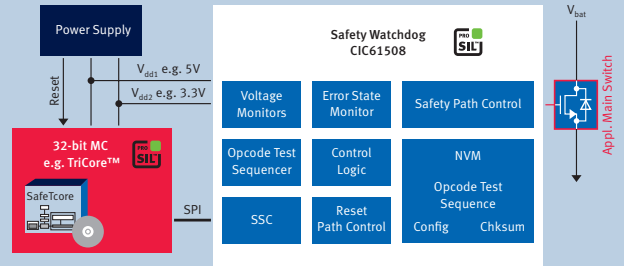 Power Supply
Safety Watchdog
CIC61508
PRO
SIL
Vbat
Vdd1 e.g. 5V
Vdd2 e.g. 3.3V
Reset
Voltage
Monitors
Error State
Monitor
Safety Path Control
Appl. Main Switch
32-bit MC
e.g. TriCore™
PRO
SIL
SafeTcore
SPI
Opcode Test
Sequencer
Control
Logic
NVM
Opcode Test
Sequence
Config Chksum
SSC
Reset
Path Control